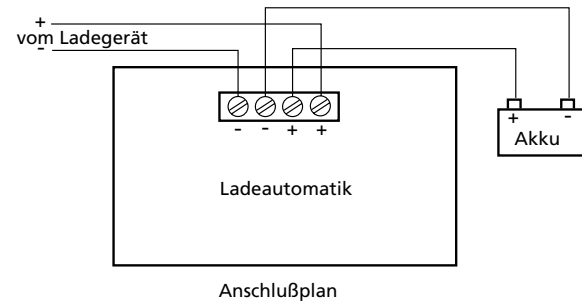 +
vom Ladegerät
-
- - + +
+ -
Akku
Ladeautomatik
Anschlußplan